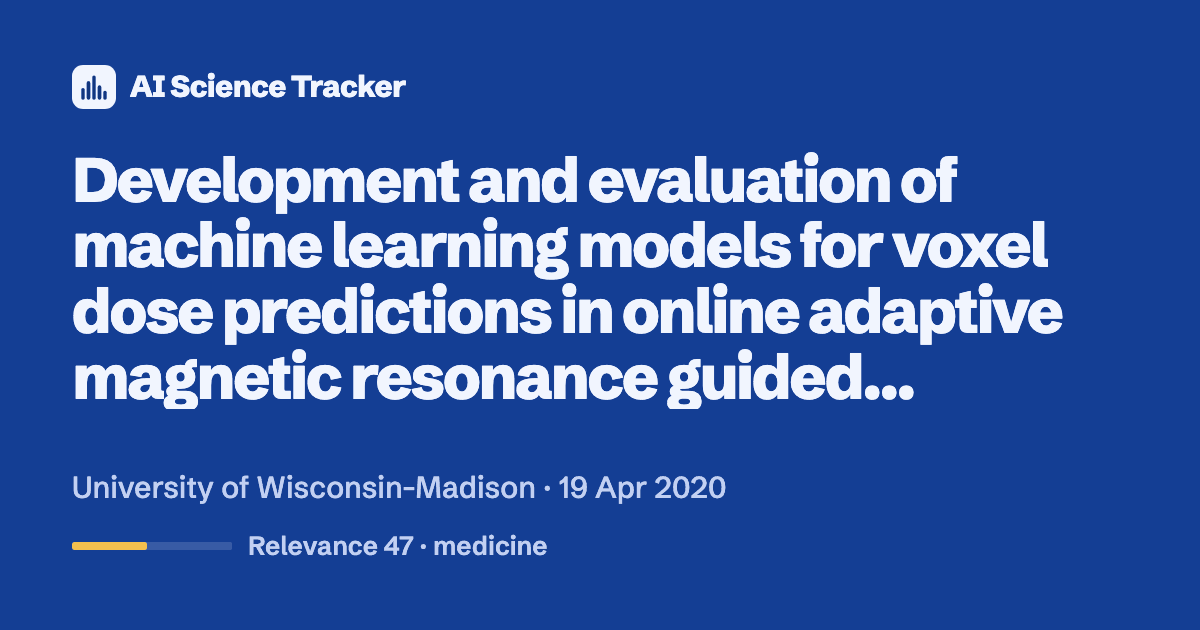 AI Science Tracker
Development and evaluation of
machine learning models for voxel
dose predictions in online adaptive
magnetic resonance guided...
University of Wisconsin-Madison · 19 Apr 2020
Relevance 47 · medicine